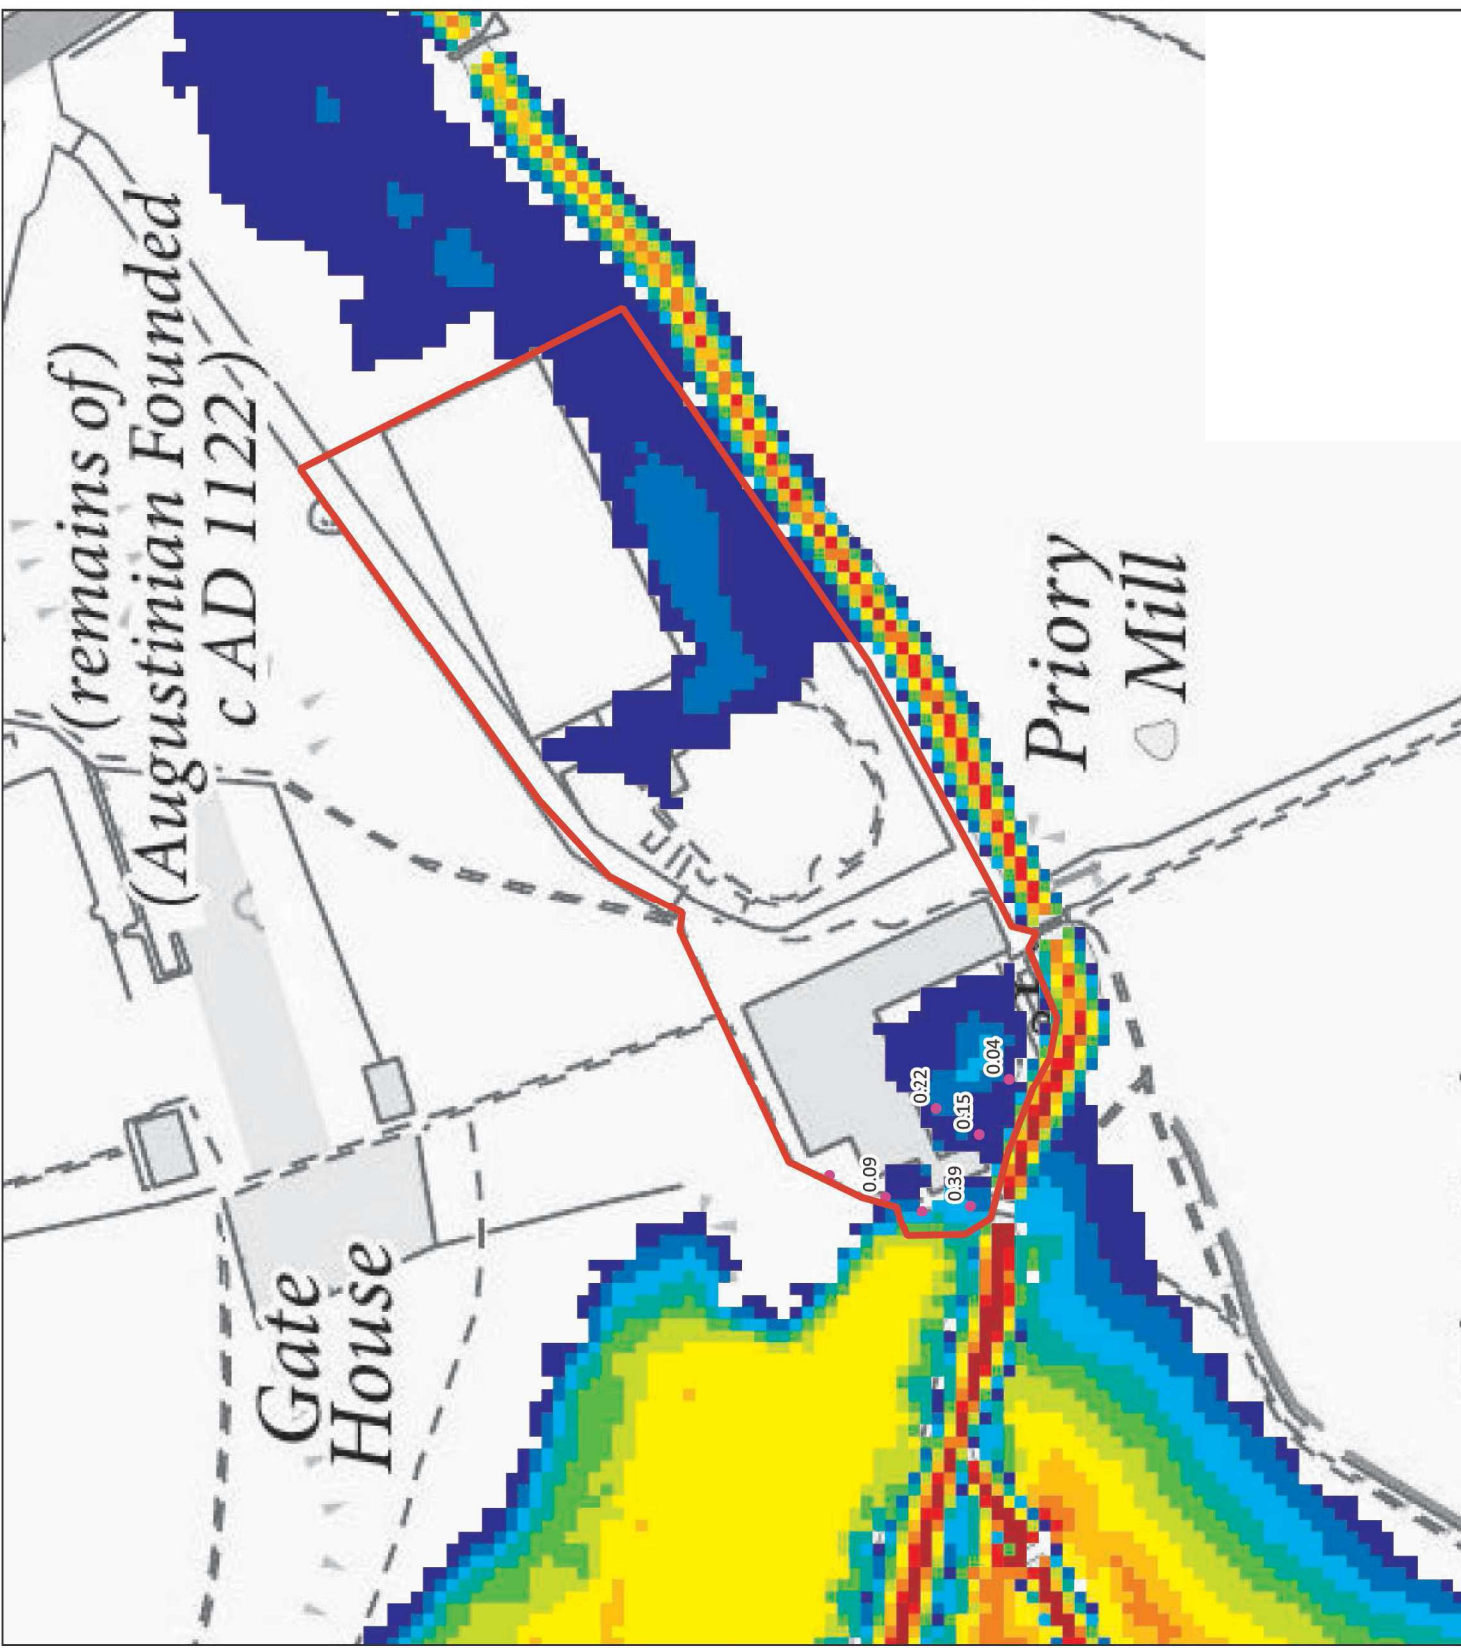 (remains of)
(Augustinian Founded
c AD 1122)
Gate
House
Priory
Mill
0.22
0.04
0.15
0.09
0.39